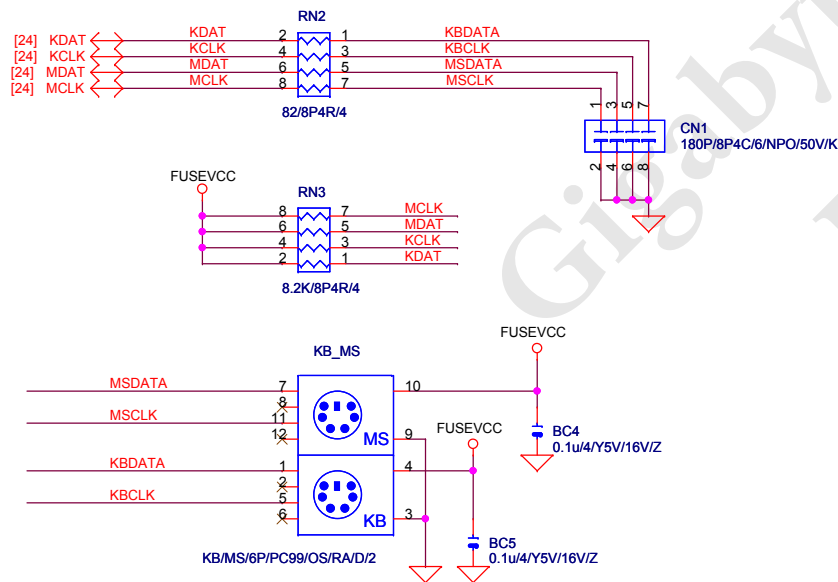 RN2
[24] KDAT KDAT 2 1 KBDATA
[24] KCLK KCLK 4 3 KBCLK
[24] MDAT MDAT 6 5 MSDATA
[24] MCLK MCLK 8 7 MSCLK
82/8P4R/4
1 3 5 7
CN1
180P/8P4C/6/NPO/50V/K
2 4 6 8
FUSEVCC
RN3
8 7 MCLK
6 5 MDAT
4 3 KCLK
2 1 KDAT
8.2K/8P4R/4
Gigaby
FUSEVCC
KB_MS
MSDATA 7 10
8
MSCLK 11
12 MS 9
FUSEVCC
BC4
0.1u/4/Y5V/16V/Z
KBDATA 1 4
2
KBCLK 5
6 KB 3
BC5
0.1u/4/Y5V/16V/Z
KB/MS/6P/PC99/OS/RA/D/2